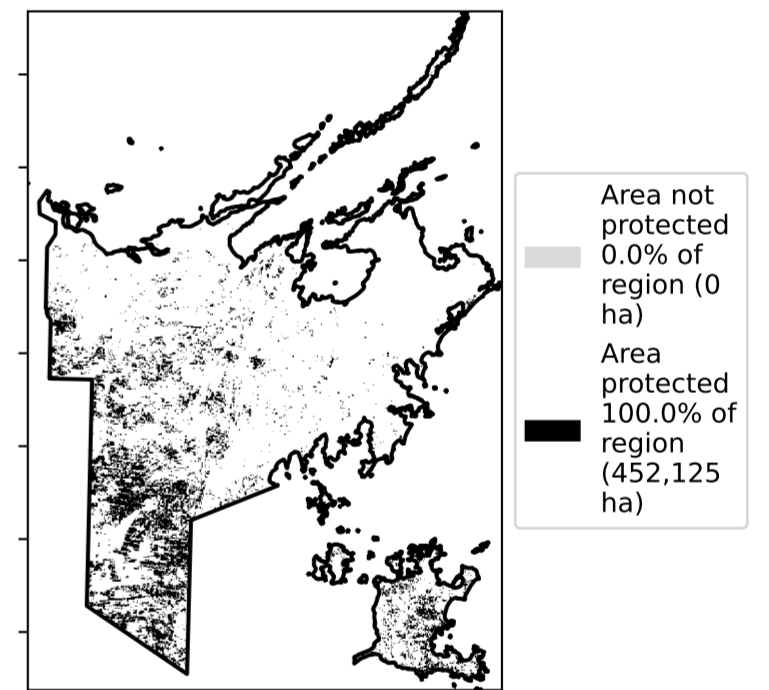 Area not
protected
0.0% of
region (0
ha)
Area
protected
100.0% of
region
(452,125
ha)